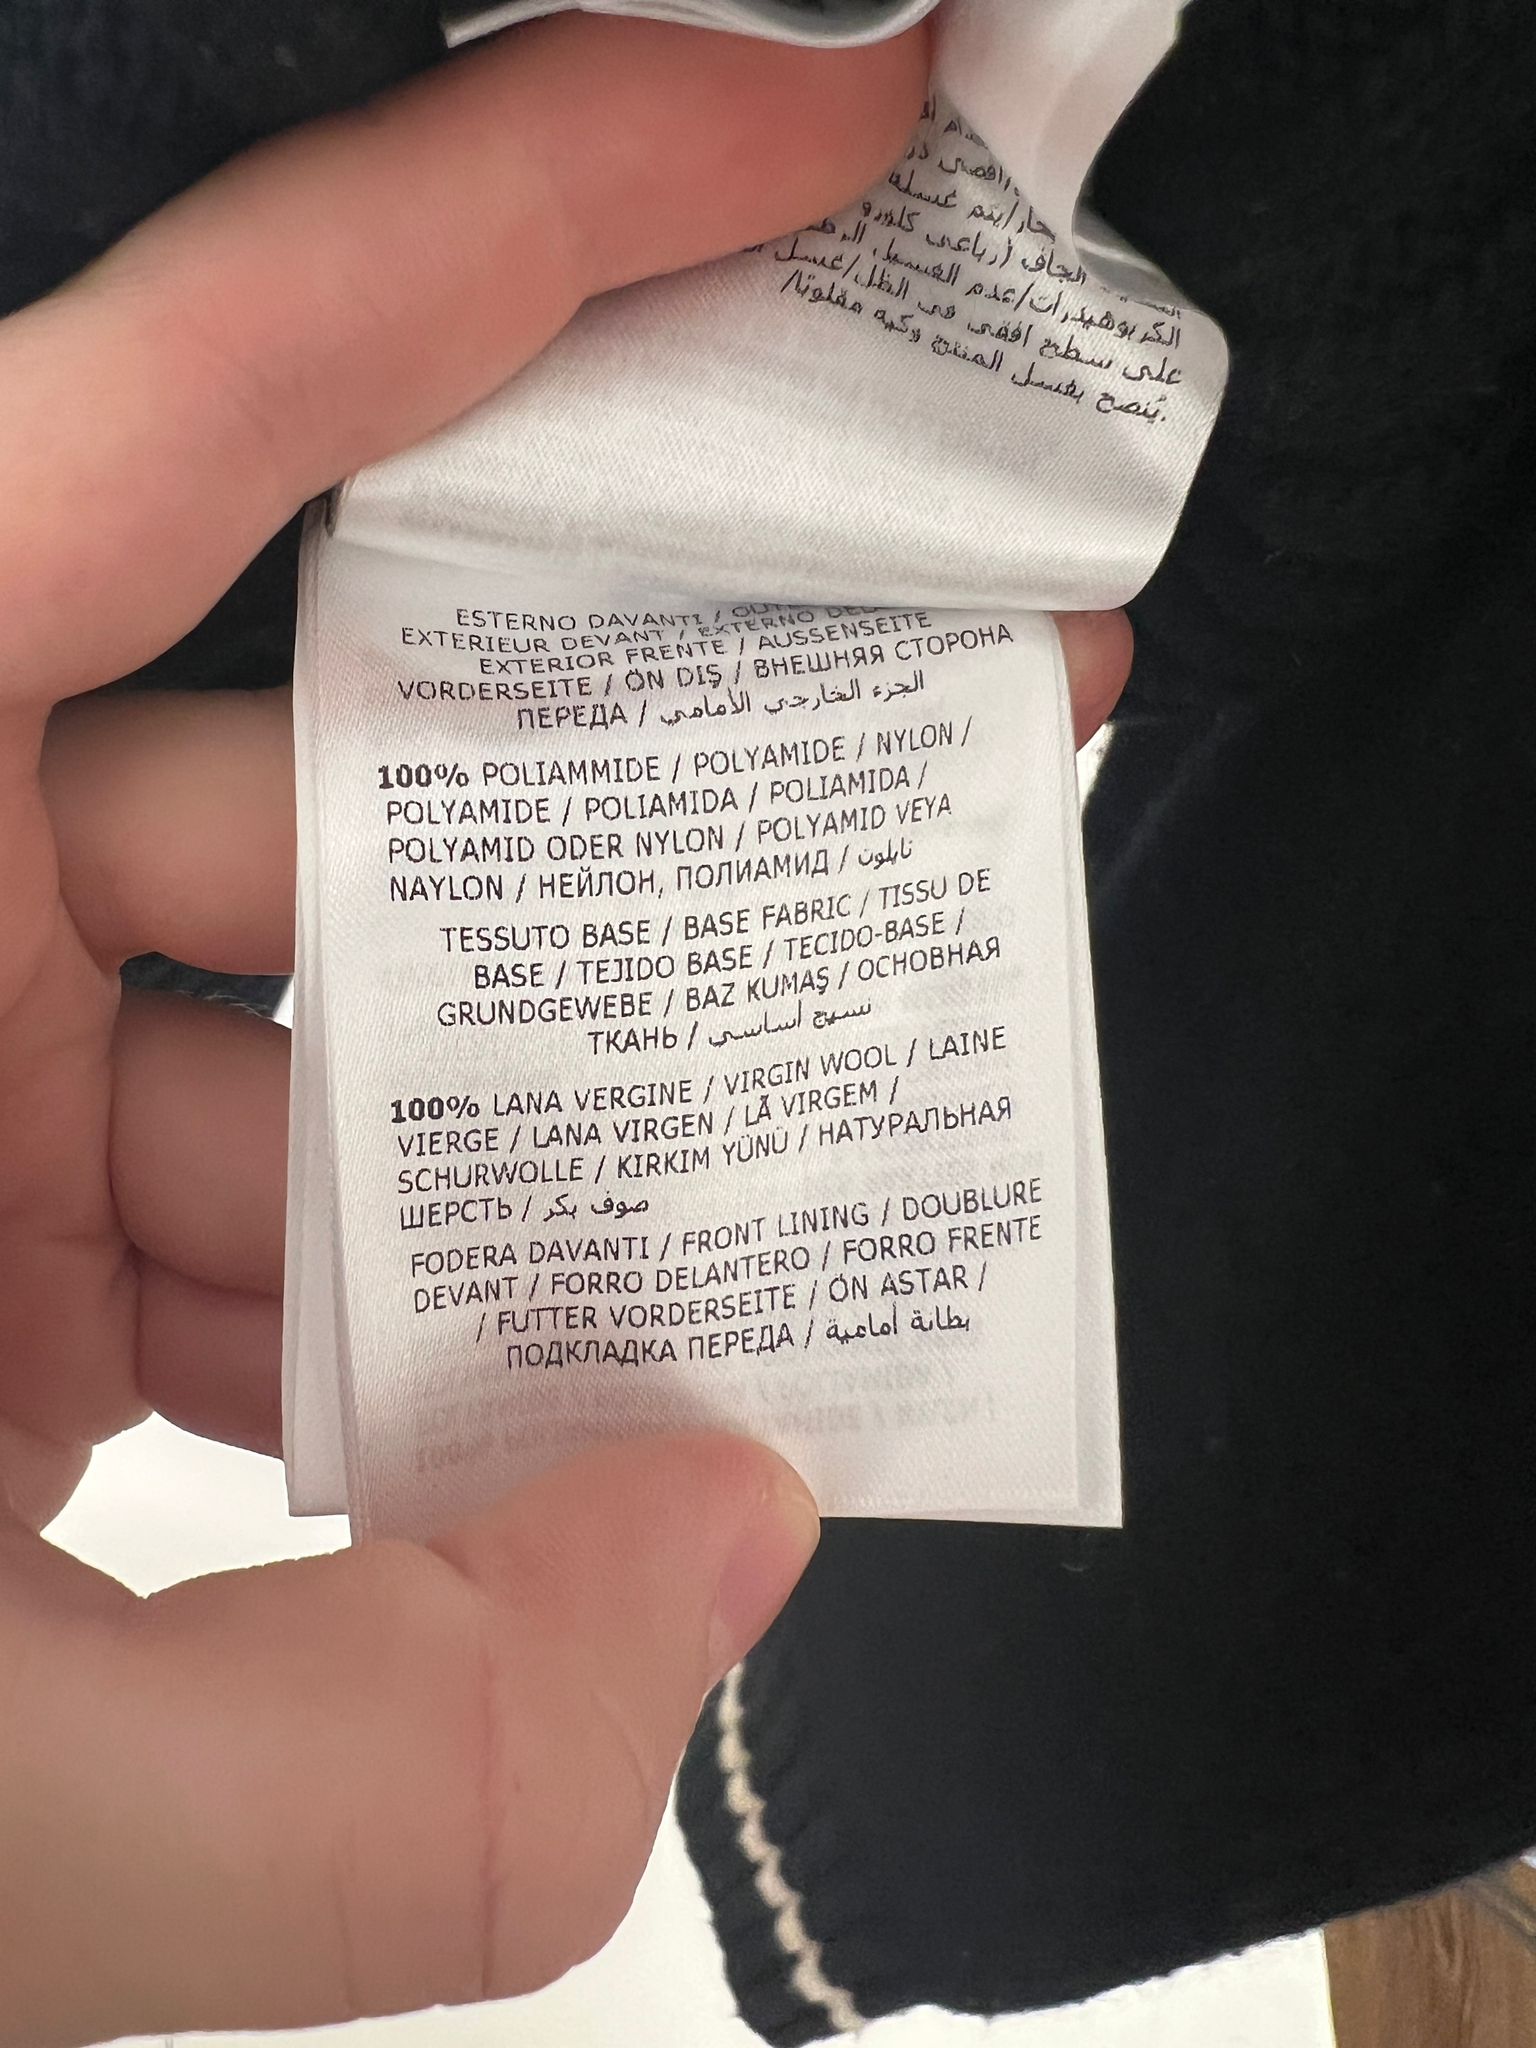 على سطح افقي في الظل/غسل
يُنصح بغسل المنتج وكيه مقلوبًا/
ESTERNO DAVANTI /
EXTERIEUR DEVANT / EXTERNO
EXTERIOR FRENTE / AUSSENSEITE
VORDERSEITE / ÖN DIŞ / ВНЕШНЯЯ СТОРОНА
ПЕРЕДА / الجزء الخارجي الأمامي
100% POLIAMMIDE / POLYAMIDE / NYLON /
POLYAMIDE / POLIAMIDA / POLIAMIDA /
POLYAMID ODER NYLON / POLYAMID VEYA
NAYLON / НЕЙЛОН, ПОЛИАМИД / نايلون
TESSUTO BASE / BASE FABRIC / TISSU DE
BASE / TEJIDO BASE / TECIDO-BASE /
GRUNDGEWEBE / BAZ KUMAŞ / ОСНОВНАЯ
ТКАНЬ / نسيج أساسي
100% LANA VERGINE / VIRGIN WOOL / LAINE
VIERGE / LANA VIRGEN / LÃ VIRGEM /
SCHURWOLLE / KIRKIM YÜNÜ / НАТУРАЛЬНАЯ
ШЕРСТЬ / صوف بكر
FODERA DAVANTI / FRONT LINING / DOUBLURE
DEVANT / FORRO DELANTERO / FORRO FRENTE
/ FUTTER VORDERSEITE / ÖN ASTAR /
ПОДКЛАДКА ПЕРЕДА / بطانة أمامية